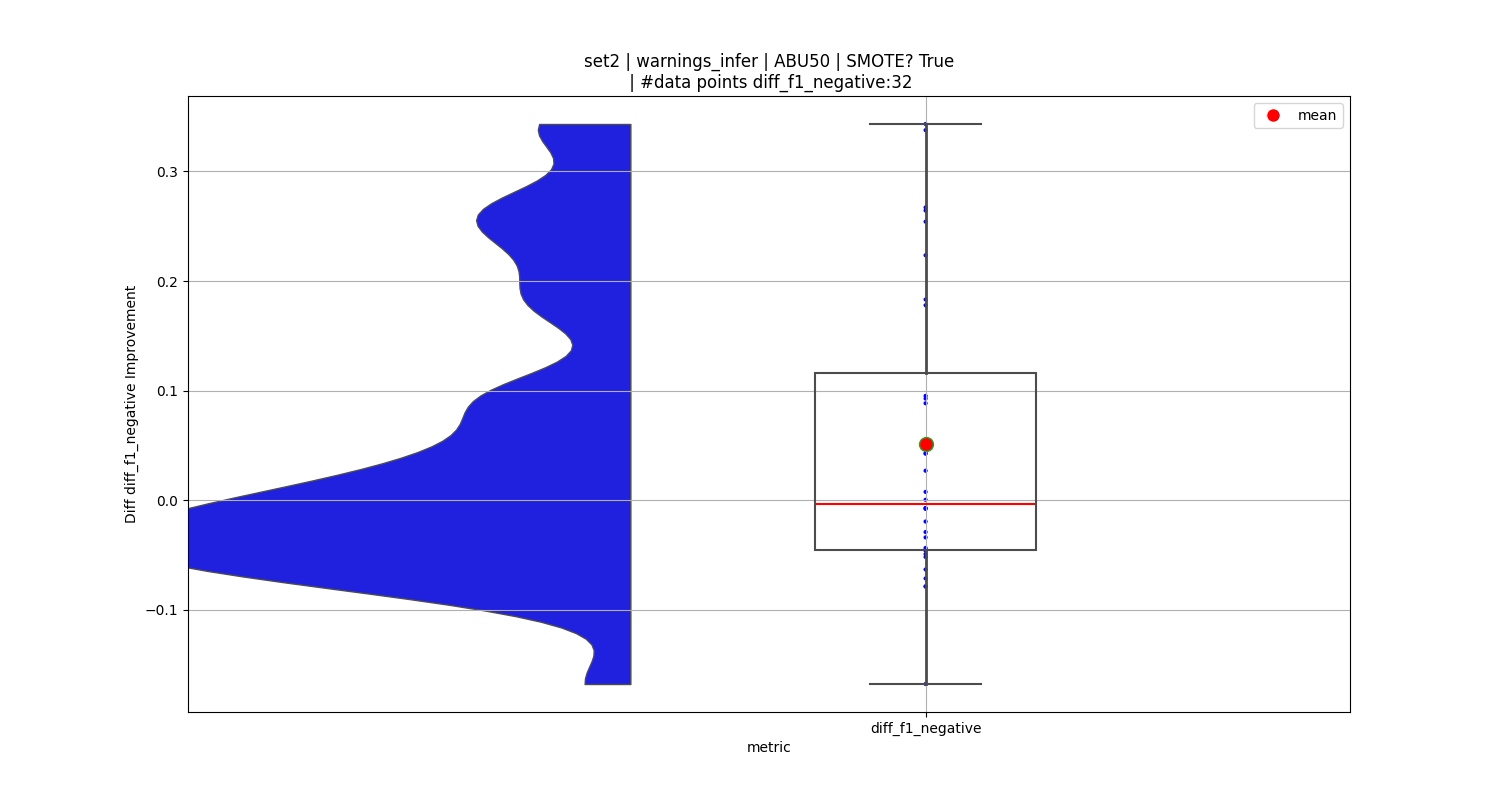 set2 | warnings_infer | ABU50 | SMOTE? True
| #data points diff_f1_negative:32
mean
0.3
0.2
0.1
0.0
−0.1
Diff diff_f1_negative Improvement
diff_f1_negative
metric